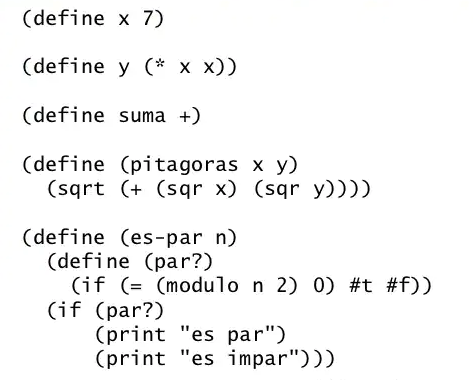 (define x 7)
(define y (* x x))
(define suma +)
(define (pitagoras x y)
(sqrt (+ (sqr x) (sqr y))))
(define (es-par n)
(define (par?)
(if (= (modulo n 2) 0) #t #f))
(if (par?)
(print "es par")
(print "es impar")))